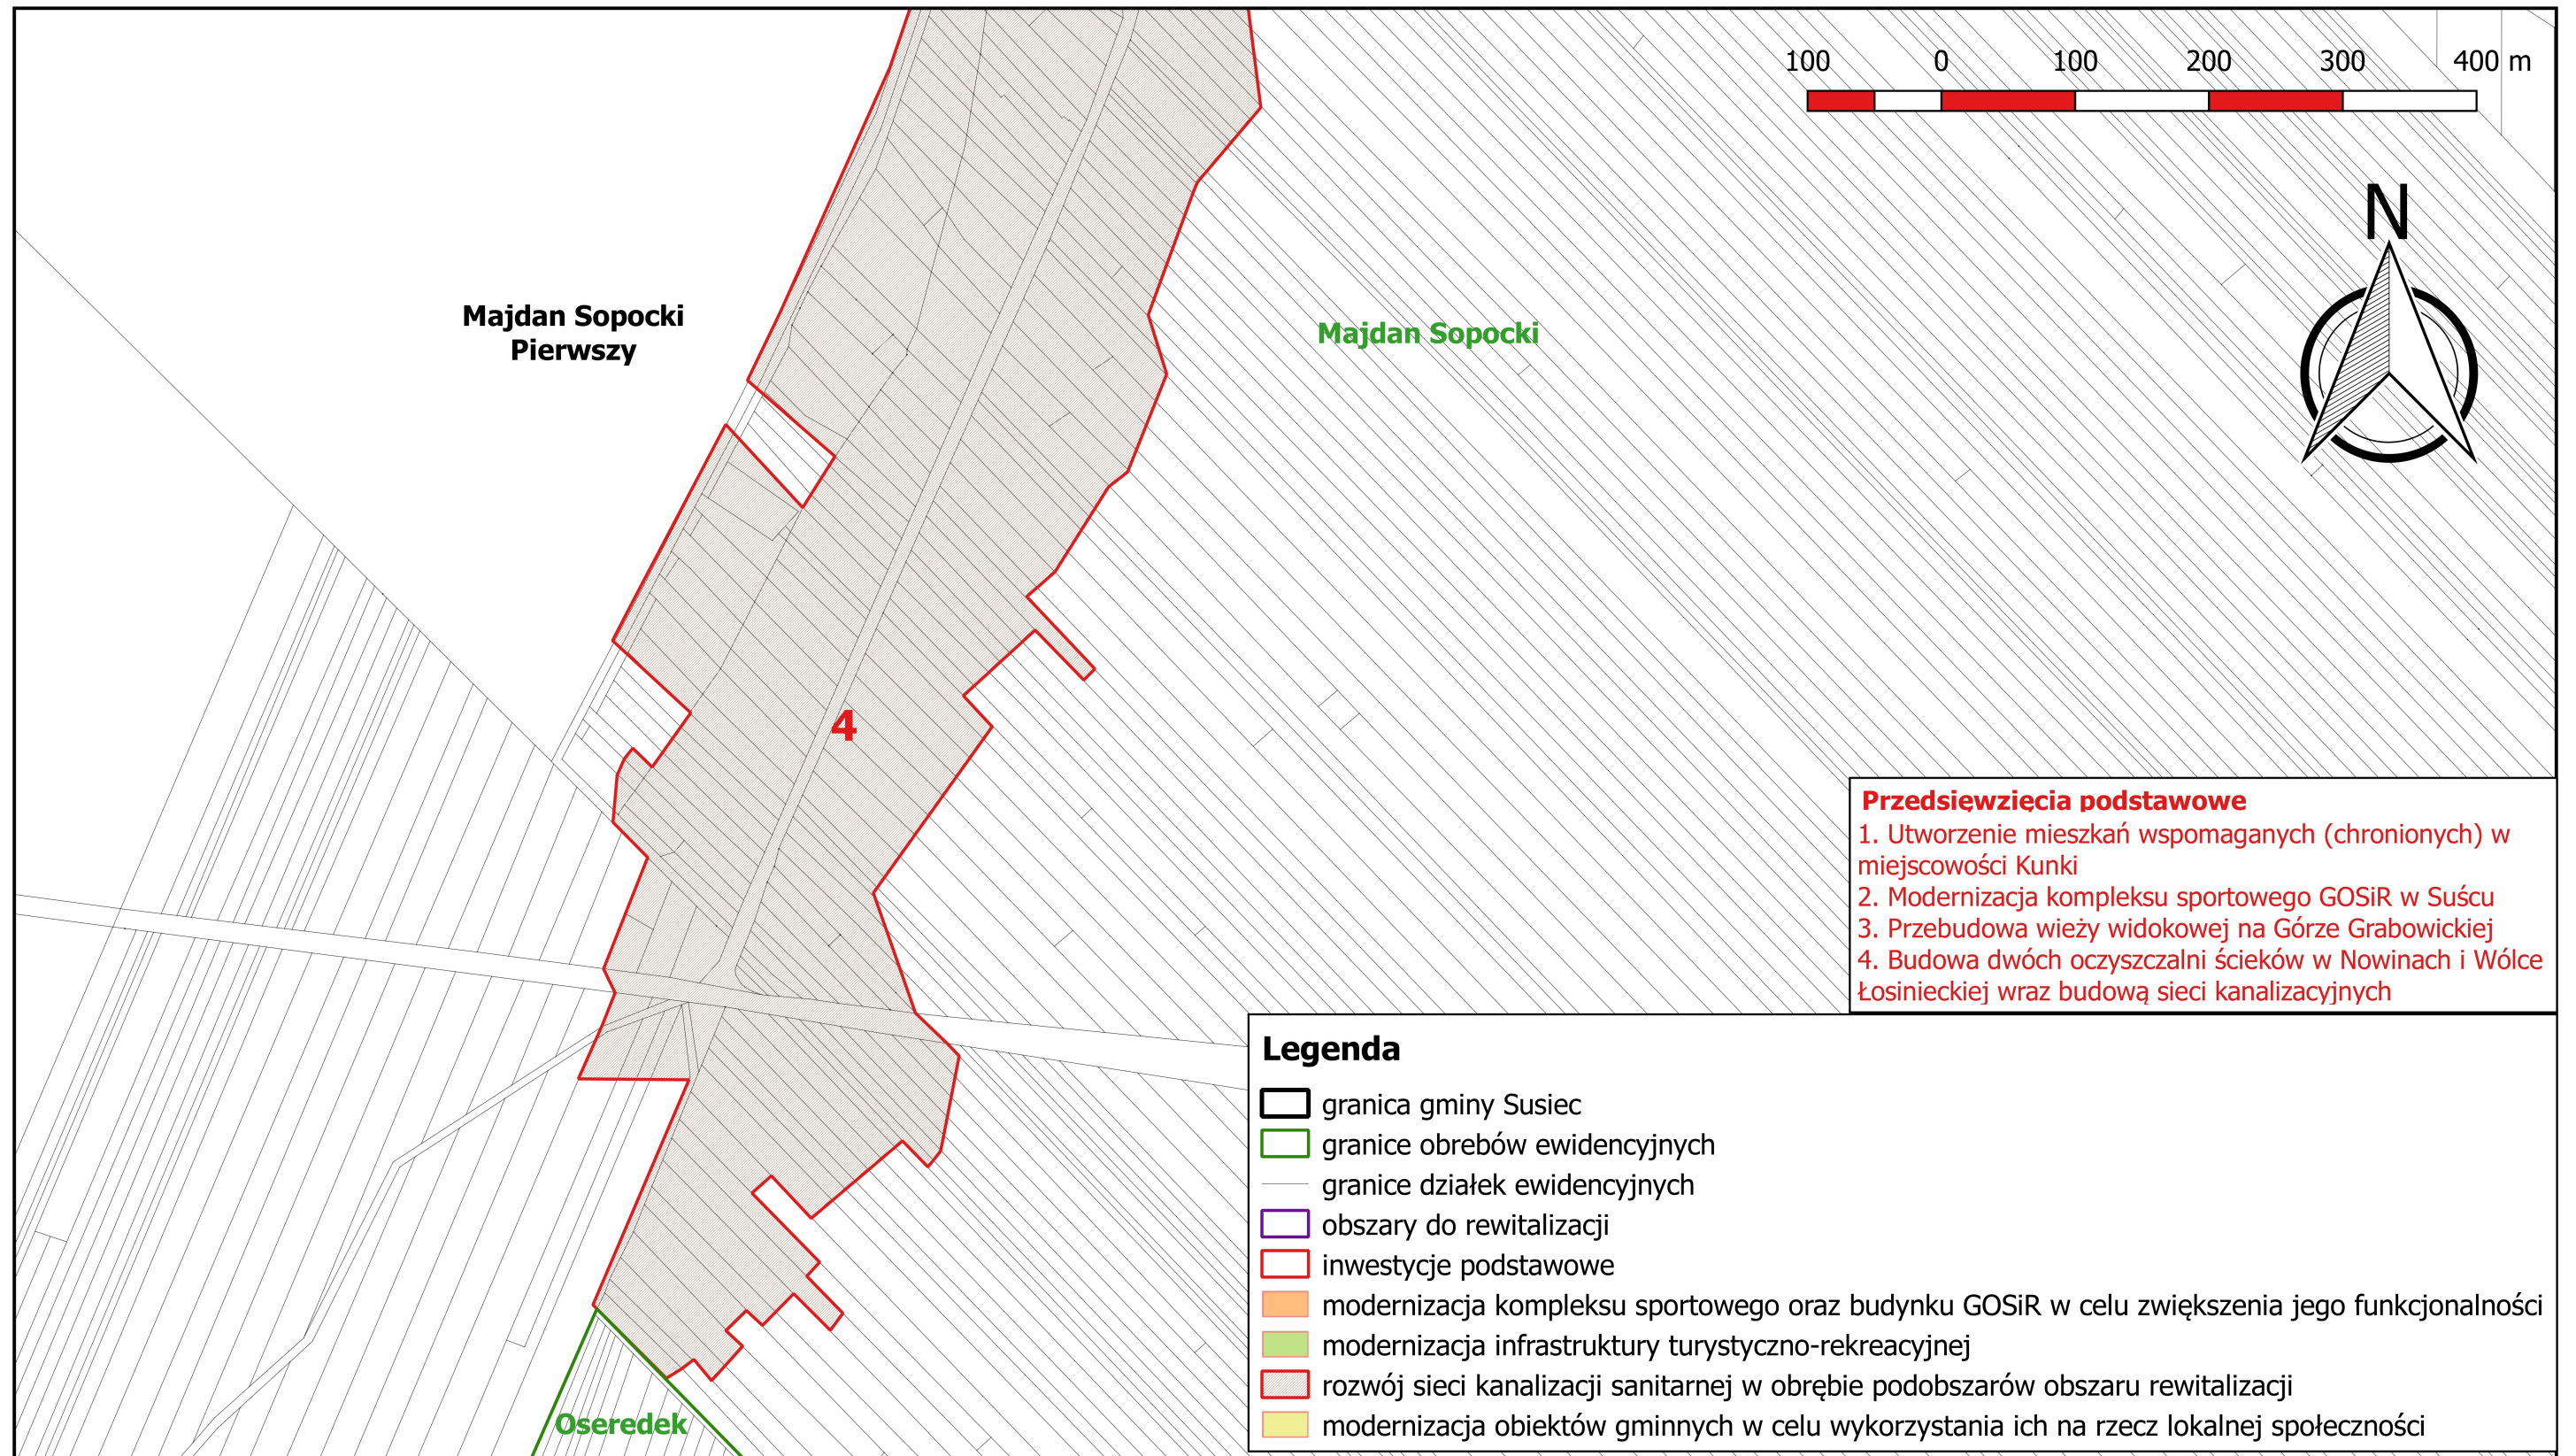 100 0 100 200 300 400 m
N
Majdan Sopocki
Pierwszy
Majdan Sopocki
4
Przedsięwzięcia podstawowe
1. Utworzenie mieszkań wspomaganych (chronionych) w
miejscowości Kunki
2. Modernizacja kompleksu sportowego GOSiR w Suścu
3. Przebudowa wieży widokowej na Górze Grabowickiej
4. Budowa dwóch oczyszczalni ścieków w Nowinach i Wólce
Łosinieckiej wraz budową sieci kanalizacyjnych
Legenda
granica gminy Susiec
granice obrebów ewidencyjnych
granice działek ewidencyjnych
obszary do rewitalizacji
inwestycje podstawowe
modernizacja kompleksu sportowego oraz budynku GOSiR w celu zwiększenia jego funkcjonalności
modernizacja infrastruktury turystyczno-rekreacyjnej
rozwój sieci kanalizacji sanitarnej w obrębie podobszarów obszaru rewitalizacji
modernizacja obiektów gminnych w celu wykorzystania ich na rzecz lokalnej społeczności
Oseredek